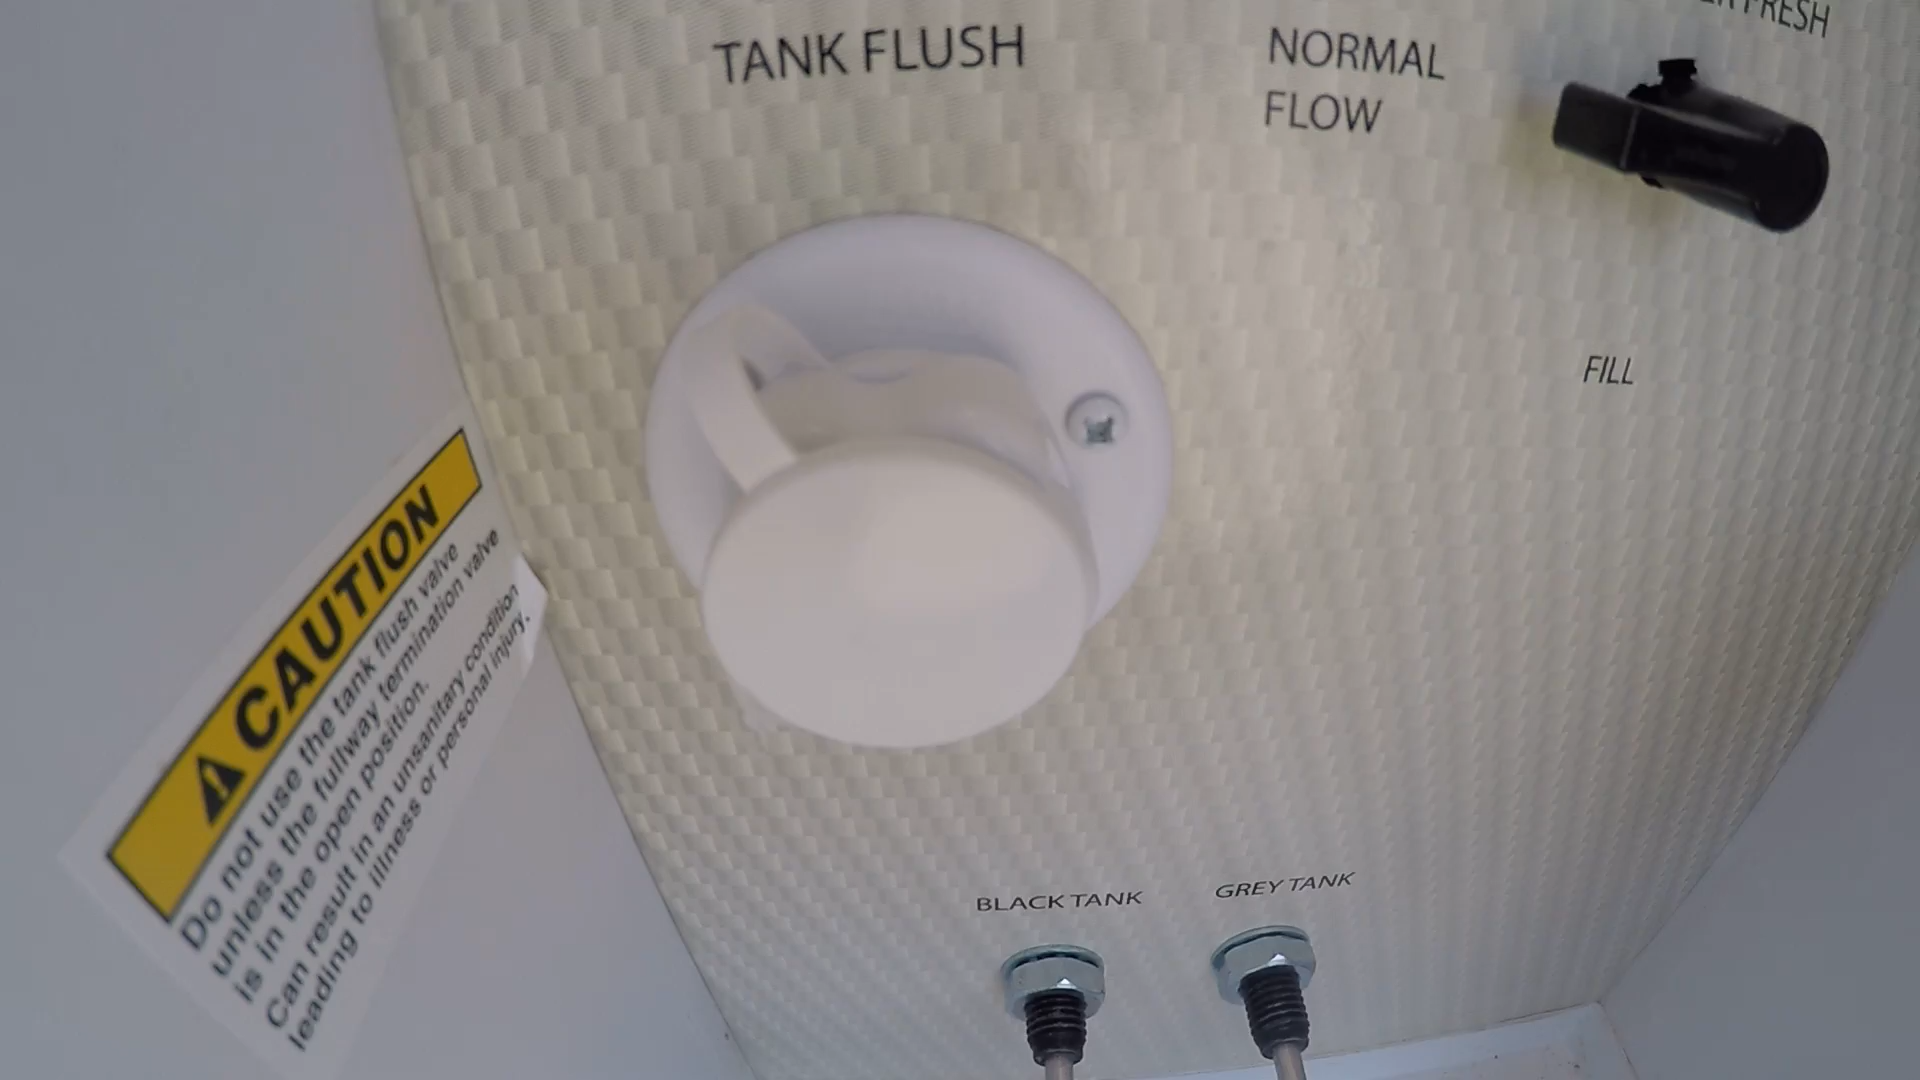 TANK FLUSH
NORMAL
FLOW
FRESH
FILL
CAUTION
Do not use the tank flush valve
unless the fullway termination valve
is in the open position.
Can result in an unsanitary condition
leading to illness or personal injury.
BLACK TANK
GREY TANK